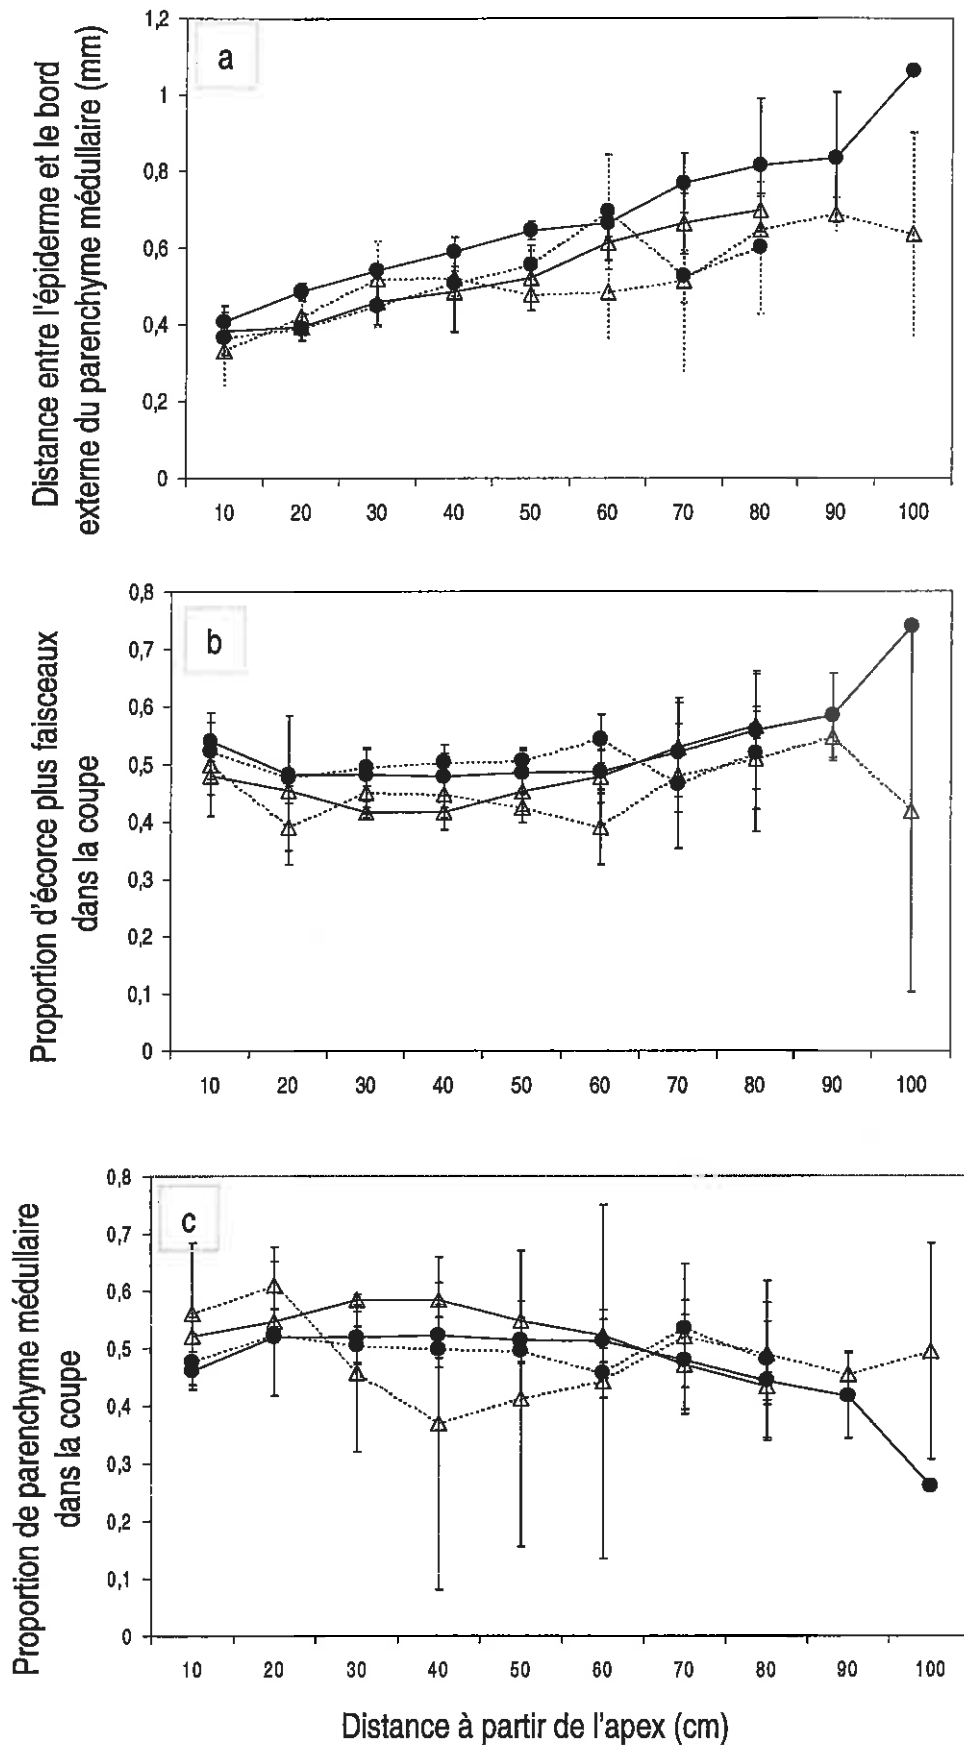 Distance entre l'épiderme et le bord
externe du parenchyme médullaire (mm)
a
1,2
1
0,8
0,6
0,4
0,2
0
10 20 30 40 50 60 70 80 90 100
Proportion d'écorce plus faisceaux
dans la coupe
b
0,8
0,7
0,6
0,5
0,4
0,3
0,2
0,1
0
10 20 30 40 50 60 70 80 90 100
Proportion de parenchyme médullaire
dans la coupe
c
0,8
0,7
0,6
0,5
0,4
0,3
0,2
0,1
0
10 20 30 40 50 60 70 80 90 100
Distance à partir de l'apex (cm)